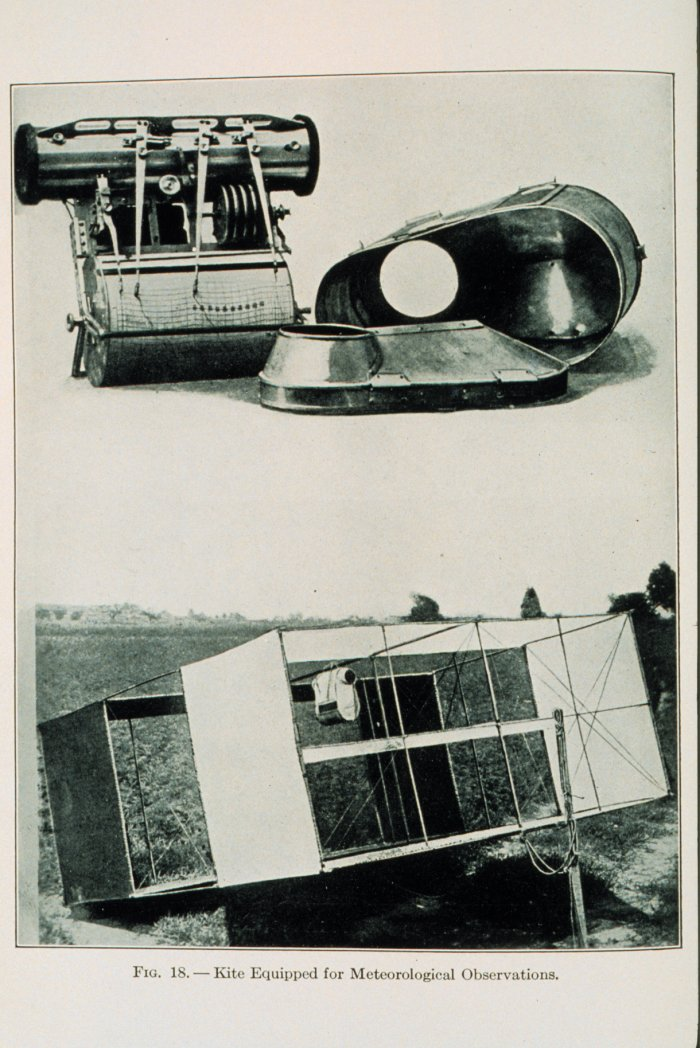 Fig. 18. — Kite Equipped for Meteorological Observations.